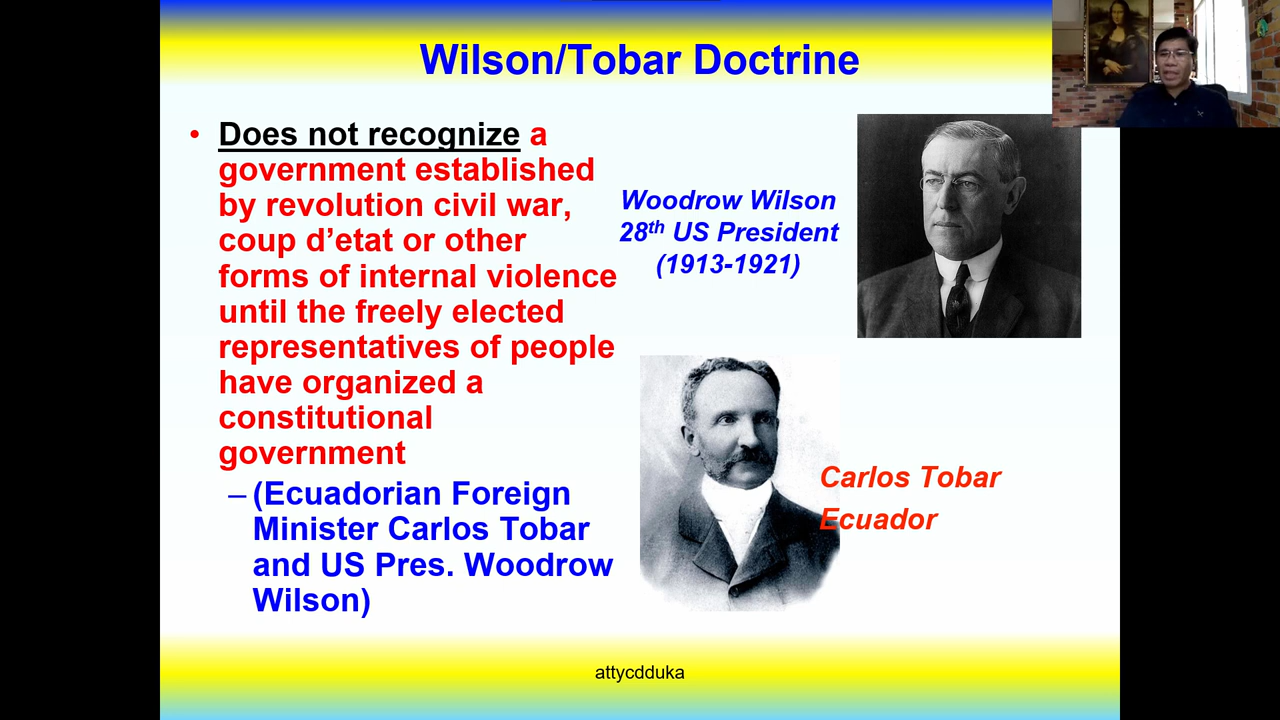 Wilson/Tobar Doctrine
• Does not recognize a
government established
by revolution civil war,
coup d’etat or other
forms of internal violence
until the freely elected
representatives of people
have organized a
constitutional
government
– (Ecuadorian Foreign
Minister Carlos Tobar
and US Pres. Woodrow
Wilson)
Woodrow Wilson
28th US President
(1913-1921)
Carlos Tobar
Ecuador
attycdduka